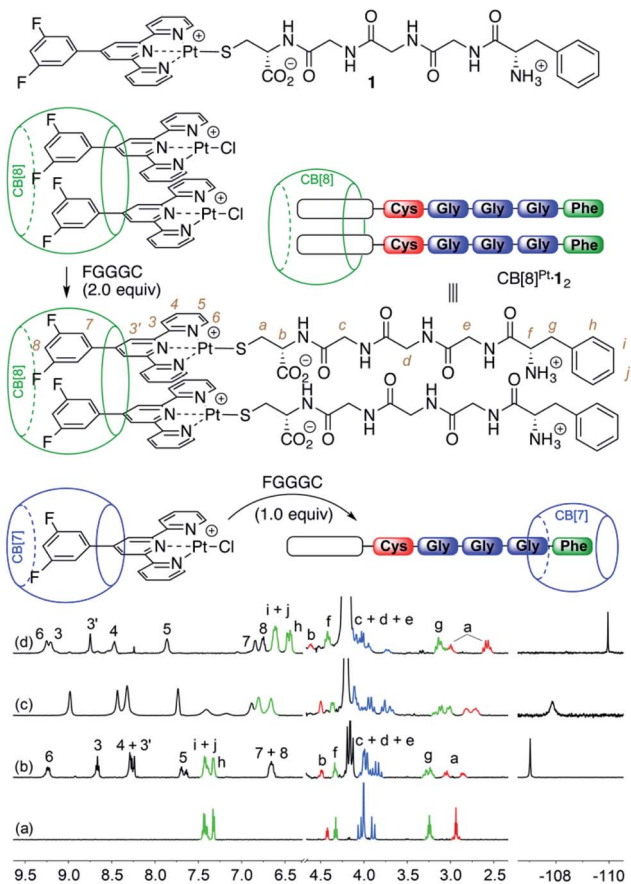 F
F
N
N
N
Pt
⊕
S
CO2
⊖
H
N
O
O
N
H
H
N
O
O
N
H
NH3
⊕
1
F
F
N
N
N
Pt
⊕
Cl
CB[8]
F
F
N
N
N
Pt
⊕
Cl
CB[8]
Cys Gly Gly Gly Phe
Cys Gly Gly Gly Phe
CB[8]Pt·12
FGGGC
(2.0 equiv)
8 7 3' 3 4 5 6 a b c d e f g h i j
CB[8]
F
F
N
N
N
Pt
⊕
S
CO2
⊖
H
N
O
O
N
H
H
N
O
O
N
H
NH3
⊕
F
F
N
N
N
Pt
⊕
S
CO2
⊖
H
N
O
O
N
H
H
N
O
O
N
H
NH3
⊕
CB[7]
F
F
N
N
N
Pt
⊕
Cl
FGGGC
(1.0 equiv)
CB[7]
Cys Gly Gly Gly Phe
(d) 6 3 3' 4 5 7 8 i + j h b f c + d + e g a
(c)
(b) 6 3 4 + 3' 5 i + j h 7 + 8 b f c + d + e g a
(a)
9.5 9.0 8.5 8.0 7.5 7.0 6.5 4.5 4.0 3.5 3.0 2.5 -108 -110